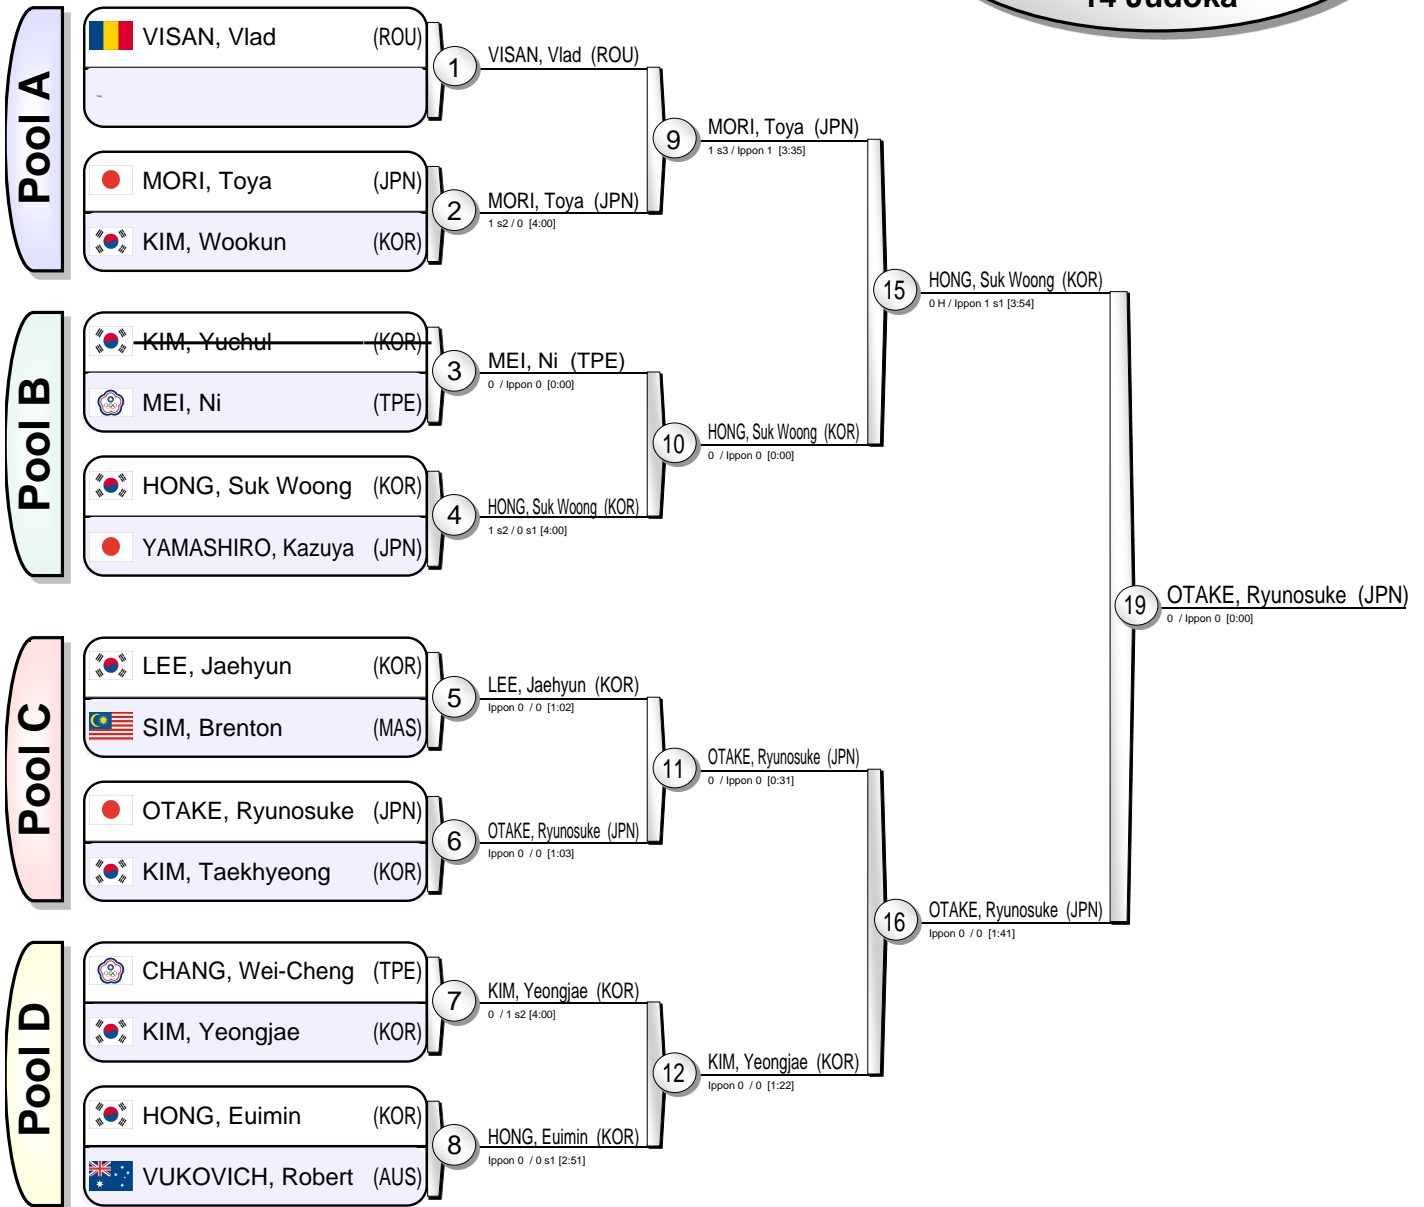 14 Judoka
Pool A
VISAN, Vlad (ROU)
1
VISAN, Vlad (ROU)
MORI, Toya (JPN)
KIM, Wookun (KOR)
2
MORI, Toya (JPN)
1 s2 / 0 [4:00]
9
MORI, Toya (JPN)
1 s3 / Ippon 1 [3:35]
Pool B
KIM, Yuchul (KOR)
MEI, Ni (TPE)
3
MEI, Ni (TPE)
0 / Ippon 0 [0:00]
HONG, Suk Woong (KOR)
YAMASHIRO, Kazuya (JPN)
4
HONG, Suk Woong (KOR)
1 s2 / 0 s1 [4:00]
10
HONG, Suk Woong (KOR)
0 / Ippon 0 [0:00]
15
HONG, Suk Woong (KOR)
0 H / Ippon 1 s1 [3:54]
Pool C
LEE, Jaehyun (KOR)
SIM, Brenton (MAS)
5
LEE, Jaehyun (KOR)
Ippon 0 / 0 [1:02]
OTAKE, Ryunosuke (JPN)
KIM, Taekhyeong (KOR)
6
OTAKE, Ryunosuke (JPN)
Ippon 0 / 0 [1:03]
11
OTAKE, Ryunosuke (JPN)
0 / Ippon 0 [0:31]
Pool D
CHANG, Wei-Cheng (TPE)
KIM, Yeongjae (KOR)
7
KIM, Yeongjae (KOR)
0 / 1 s2 [4:00]
HONG, Euimin (KOR)
VUKOVICH, Robert (AUS)
8
HONG, Euimin (KOR)
Ippon 0 / 0 s1 [2:51]
12
KIM, Yeongjae (KOR)
Ippon 0 / 0 [1:22]
16
OTAKE, Ryunosuke (JPN)
Ippon 0 / 0 [1:41]
19
OTAKE, Ryunosuke (JPN)
0 / Ippon 0 [0:00]